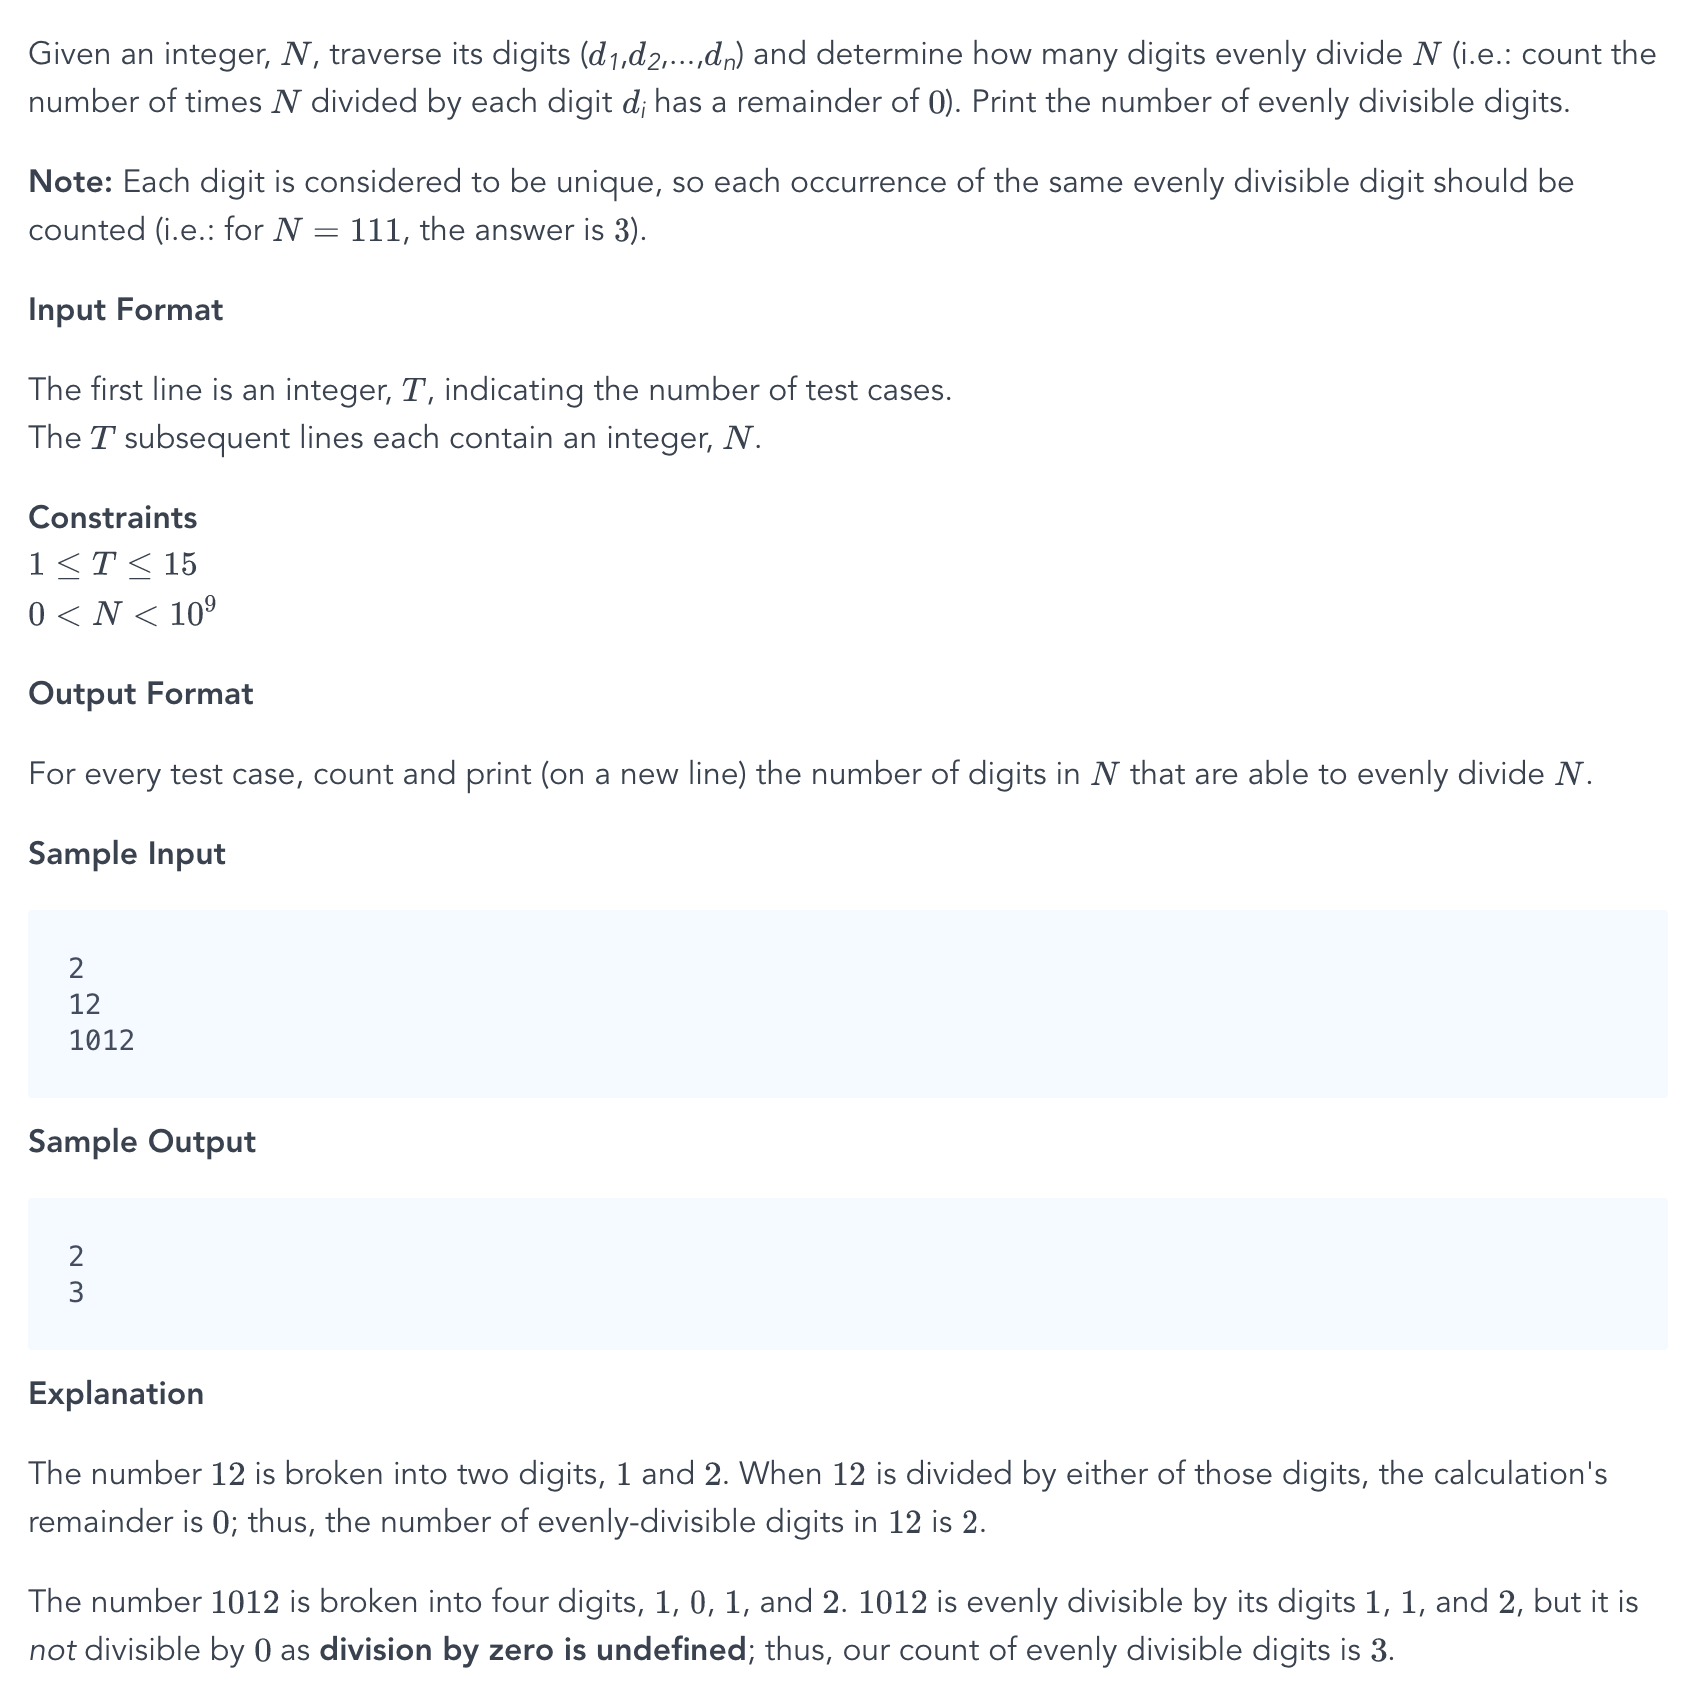 Given an integer, N, traverse its digits (d1,d2,...,dn) and determine how many digits evenly divide N (i.e.: count the
number of times N divided by each digit di has a remainder of 0). Print the number of evenly divisible digits.
Note: Each digit is considered to be unique, so each occurrence of the same evenly divisible digit should be
counted (i.e.: for N = 111, the answer is 3).
Input Format
The first line is an integer, T, indicating the number of test cases.
The T subsequent lines each contain an integer, N.
Constraints
1 ≤ T ≤ 15
0 < N < 10⁹
Output Format
For every test case, count and print (on a new line) the number of digits in N that are able to evenly divide N.
Sample Input
2
12
1012
Sample Output
2
3
Explanation
The number 12 is broken into two digits, 1 and 2. When 12 is divided by either of those digits, the calculation's
remainder is 0; thus, the number of evenly-divisible digits in 12 is 2.
The number 1012 is broken into four digits, 1, 0, 1, and 2. 1012 is evenly divisible by its digits 1, 1, and 2, but it is
not divisible by 0 as division by zero is undefined; thus, our count of evenly divisible digits is 3.